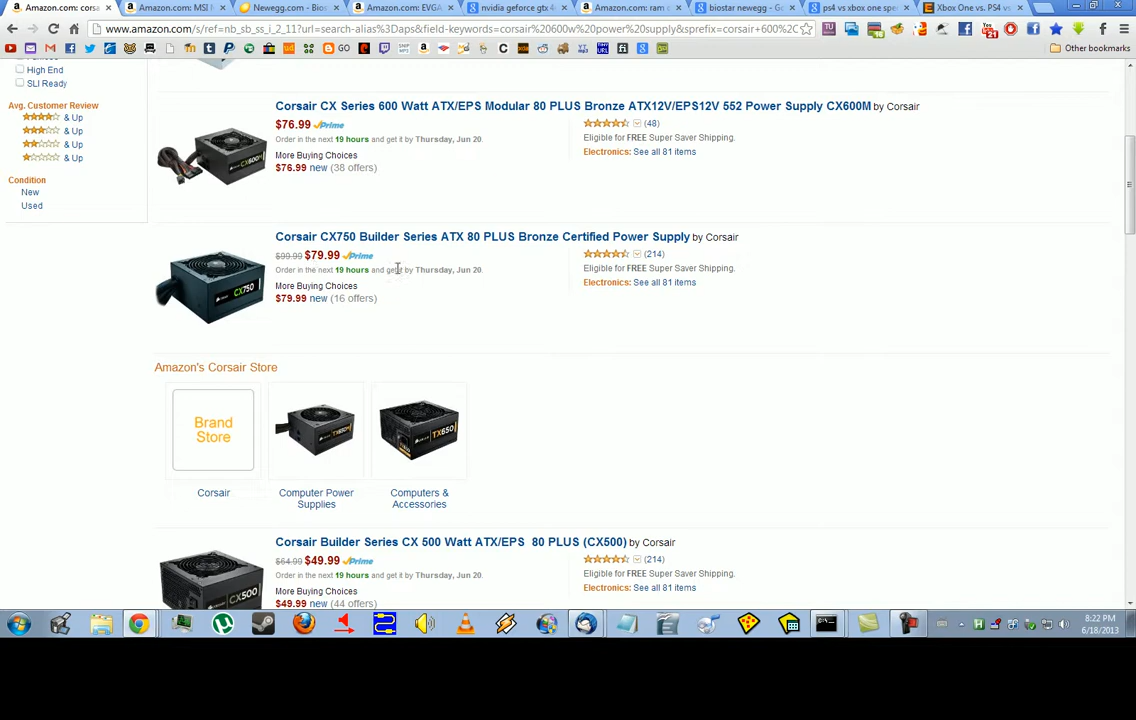 Amazon.com: corsa
Amazon.com: MSI
Newegg.com - Bios
Amazon.com: EVGA
nvidia geforce gtx 4
Amazon.com: ram
biostar newegg - Go
ps4 vs xbox one spe
Xbox One vs. PS4 v
www.amazon.com/s/ref=nb_sb_ss_i_2_11?url=search-alias%3Daps&field-keywords=corsair%20600w%20power%20supply&sprefix=corsair+600%2C
GO
Other bookmarks
High End
SLI Ready
Avg. Customer Review
& Up
& Up
& Up
& Up
Condition
New
Used
Corsair CX Series 600 Watt ATX/EPS Modular 80 PLUS Bronze ATX12V/EPS12V 552 Power Supply CX600M by Corsair
$76.99 Prime
Order in the next 19 hours and get it by Thursday, Jun 20.
More Buying Choices
$76.99 new (38 offers)
(48)
Eligible for FREE Super Saver Shipping.
Electronics: See all 81 items
Corsair CX750 Builder Series ATX 80 PLUS Bronze Certified Power Supply by Corsair
$99.99 $79.99 Prime
Order in the next 19 hours and get it by Thursday, Jun 20.
More Buying Choices
$79.99 new (16 offers)
(214)
Eligible for FREE Super Saver Shipping.
Electronics: See all 81 items
CX750
Amazon's Corsair Store
Brand
Store
TX650
Corsair
Computer Power
Supplies
Computers &
Accessories
Corsair Builder Series CX 500 Watt ATX/EPS 80 PLUS (CX500) by Corsair
$64.99 $49.99 Prime
Order in the next 19 hours and get it by Thursday, Jun 20.
More Buying Choices
$49.99 new (44 offers)
(214)
Eligible for FREE Super Saver Shipping.
Electronics: See all 81 items
CX500
8:22 PM
6/18/2013